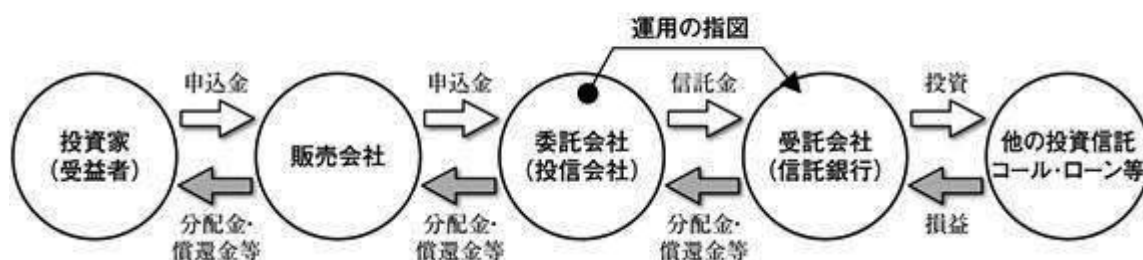 運用の指図
申込金
申込金
信託金
投資
投資家
(受益者)
販売会社
委託会社
(投信会社)
受託会社
(信託銀行)
他の投資信託
コール・ローン等
分配金・
償還金等
分配金・
償還金等
分配金・
償還金等
損益